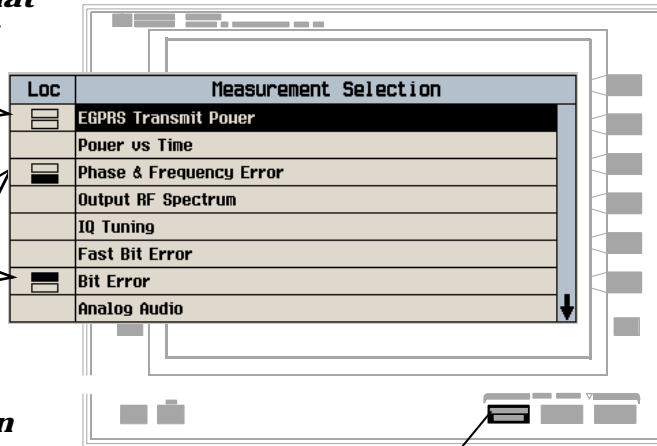 Loc Measurement Selection
EGPRS Transmit Power
Power vs Time
Phase & Frequency Error
Output RF Spectrum
IQ Tuning
Fast Bit Error
Bit Error
Analog Audio